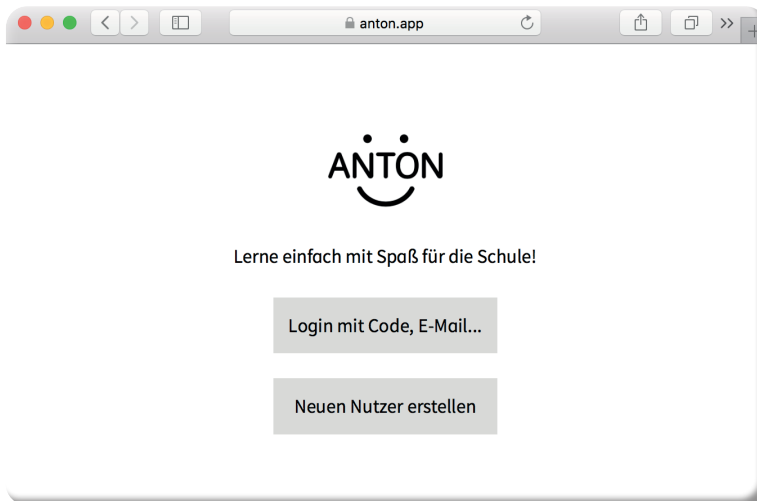 anton.app
ANTON
Lerne einfach mit Spaß für die Schule!
Login mit Code, E-Mail...
Neuen Nutzer erstellen